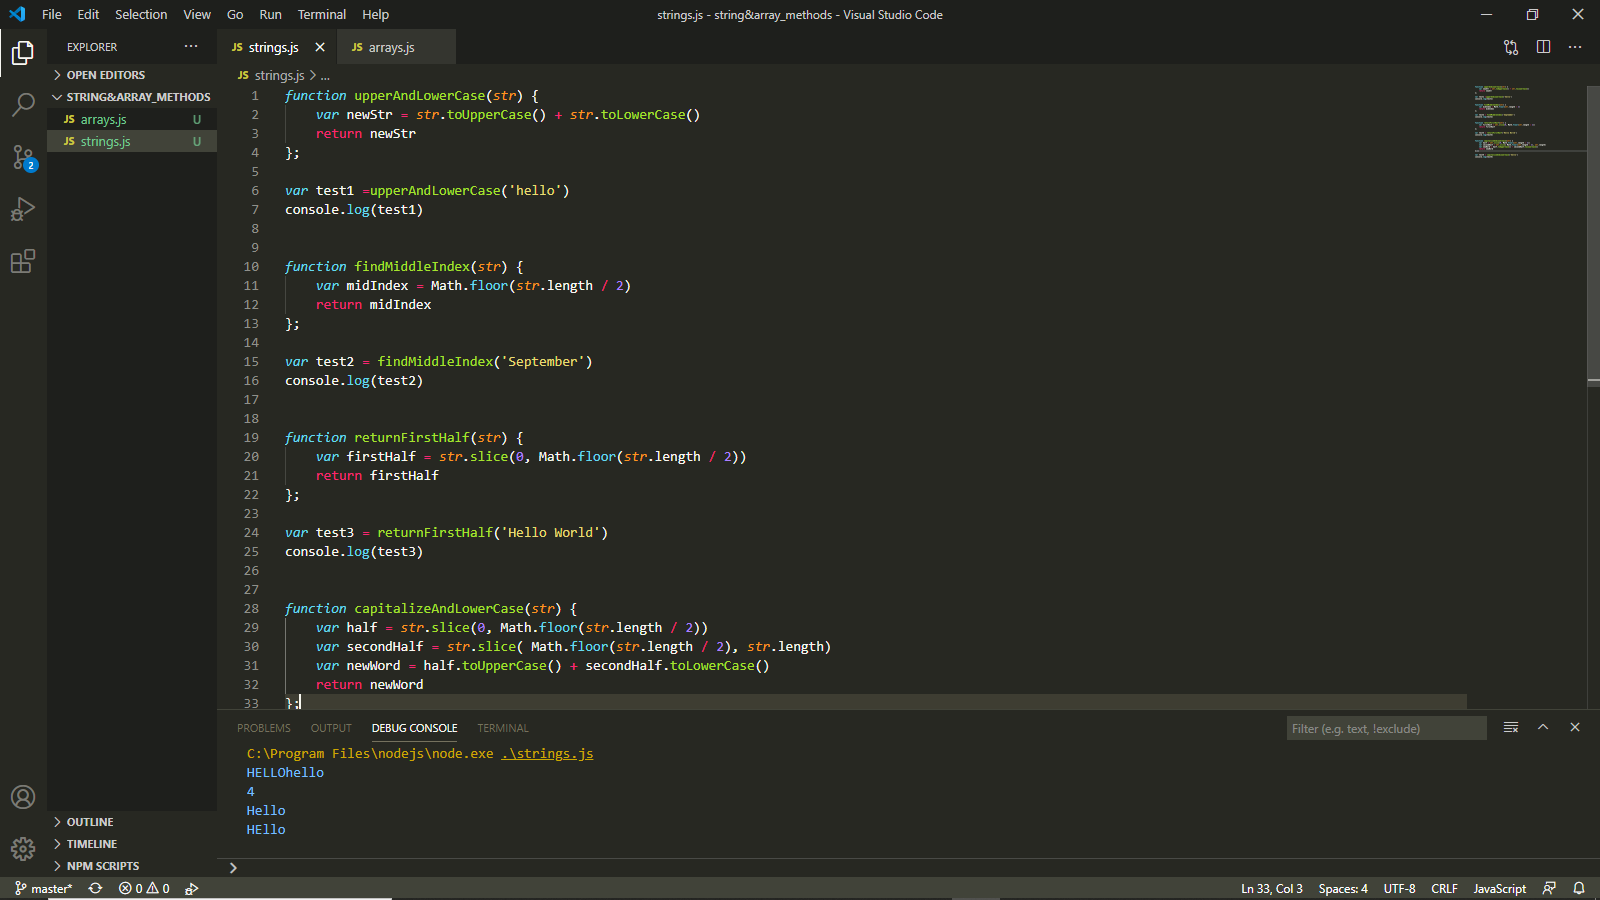 File Edit Selection View Go Run Terminal Help
strings.js - string&array_methods - Visual Studio Code
EXPLORER
OPEN EDITORS
STRING&ARRAY_METHODS
JS arrays.js U
JS strings.js U
2
OUTLINE
TIMELINE
NPM SCRIPTS
JS strings.js
JS arrays.js
JS strings.js > ...
1 function upperAndLowerCase(str) {
2     var newStr = str.toUpperCase() + str.toLowerCase()
3     return newStr
4 };
5
6 var test1 =upperAndLowerCase('hello')
7 console.log(test1)
8
9
10 function findMiddleIndex(str) {
11     var midIndex = Math.floor(str.length / 2)
12     return midIndex
13 };
14
15 var test2 = findMiddleIndex('September')
16 console.log(test2)
17
18
19 function returnFirstHalf(str) {
20     var firstHalf = str.slice(0, Math.floor(str.length / 2))
21     return firstHalf
22 };
23
24 var test3 = returnFirstHalf('Hello World')
25 console.log(test3)
26
27
28 function capitalizeAndLowerCase(str) {
29     var half = str.slice(0, Math.floor(str.length / 2))
30     var secondHalf = str.slice( Math.floor(str.length / 2), str.length)
31     var newWord = half.toUpperCase() + secondHalf.toLowerCase()
32     return newWord
33 };
PROBLEMS OUTPUT DEBUG CONSOLE TERMINAL
Filter (e.g. text, !exclude)
C:\Program Files\nodejs\node.exe .\strings.js
HELLOhello
4
Hello
HEllo
master* 0 0
Ln 33, Col 3 Spaces: 4 UTF-8 CRLF JavaScript